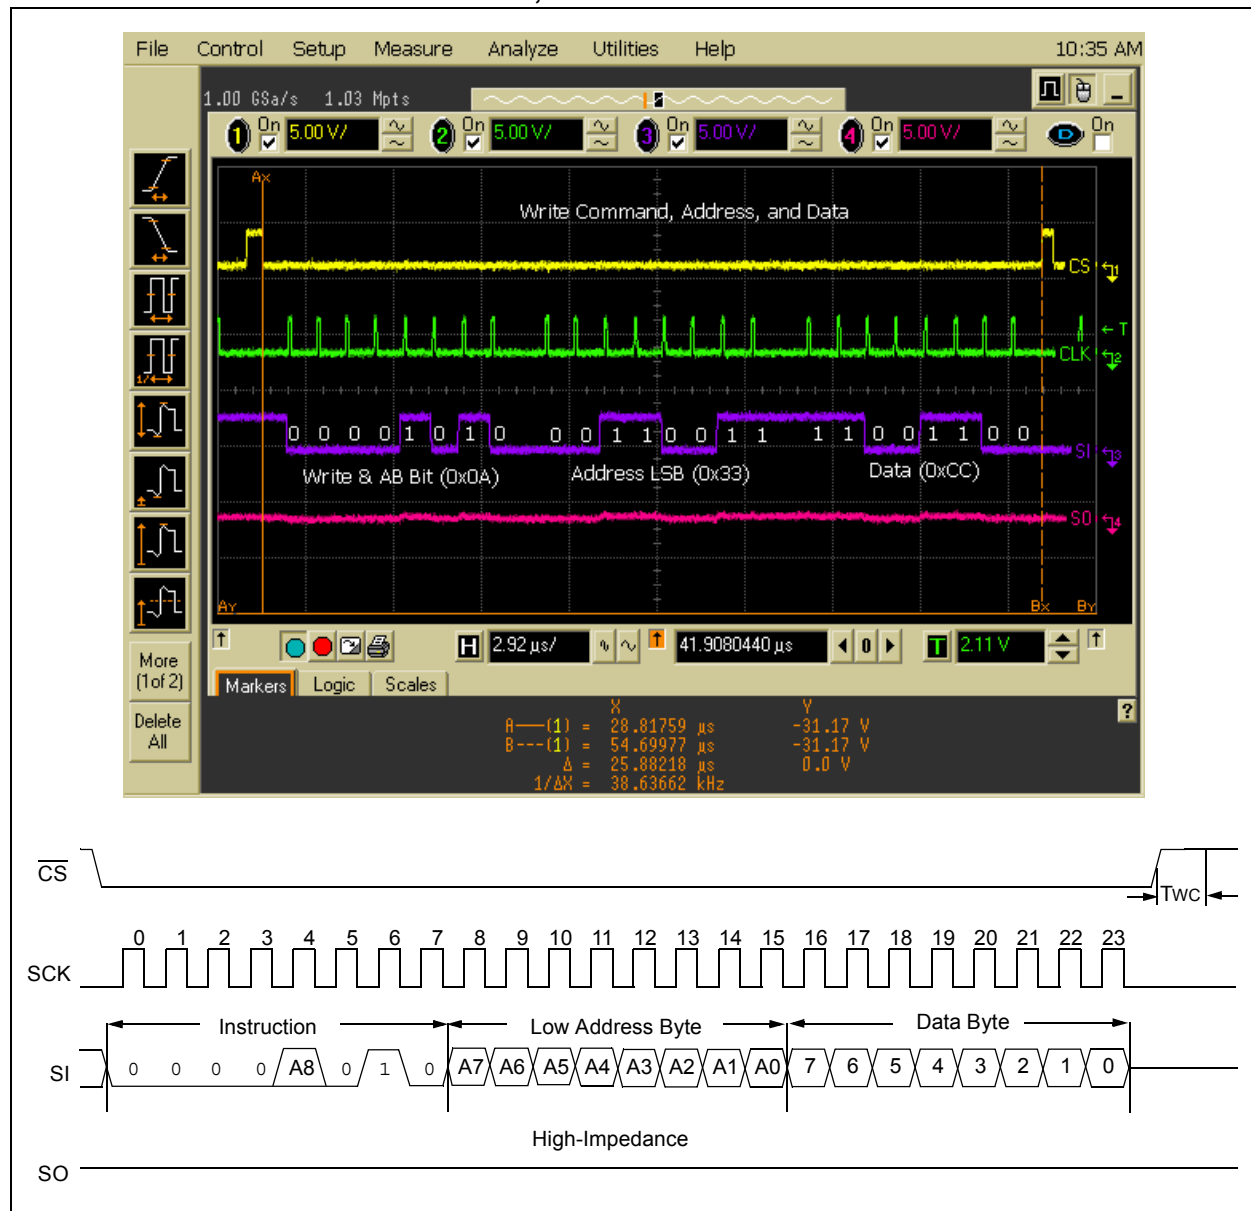 File Control Setup Measure Analyze Utilities Help 10:35 AM
1.00 GSa/s 1.03 Mpts
1 On 5.00 V/ 2 On 5.00 V/ 3 On 5.00 V/ 4 On 5.00 V/ D On
Ax
Write Command, Address, and Data
CS 1
T
CLK 2
0 0 0 0 1 0 1 0 0 0 1 1 0 0 1 1 1 1 0 0 1 1 0 0
SI 3
Write & AB Bit (0x0A) Address LSB (0x33) Data (0xCC)
SO 4
Ay Bx By
H 2.92 µs/ 41.9080440 µs 0 T 2.11 V
More
(1of 2)
Delete
All
Markers Logic Scales
?
X Y
A—(1) = 28.81759 µs -31.17 V
B---(1) = 54.69977 µs -31.17 V
Δ = 25.88218 µs 0.0 V
1/ΔX = 38.63662 kHz
CS
TWC
0 1 2 3 4 5 6 7 8 9 10 11 12 13 14 15 16 17 18 19 20 21 22 23
SCK
Instruction Low Address Byte Data Byte
SI 0 0 0 0 A8 0 1 0 A7 A6 A5 A4 A3 A2 A1 A0 7 6 5 4 3 2 1 0
High-Impedance
SO